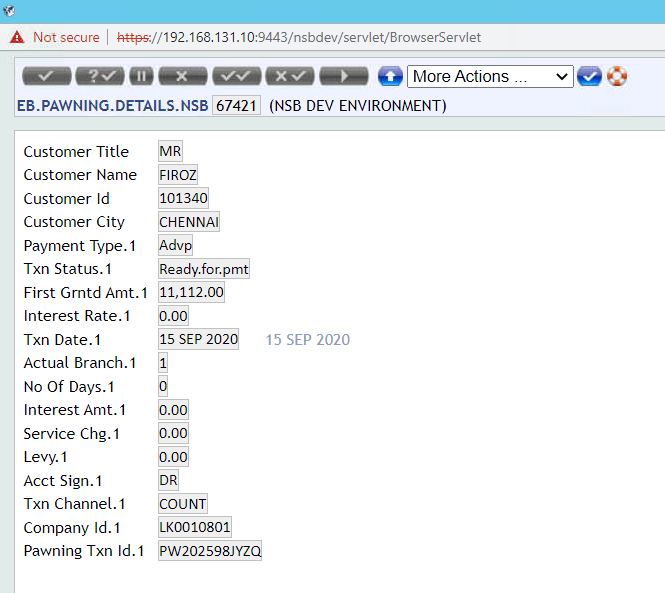 Not secure | https://192.168.131.10:9443/nsbdev/servlet/BrowserServlet
More Actions ...
EB.PAWNING.DETAILS.NSB 67421 (NSB DEV ENVIRONMENT)
Customer Title MR
Customer Name FIROZ
Customer Id 101340
Customer City CHENNAI
Payment Type.1 Advp
Txn Status.1 Ready.for.pmt
First Grntd Amt.1 11,112.00
Interest Rate.1 0.00
Txn Date.1 15 SEP 2020 15 SEP 2020
Actual Branch.1 1
No Of Days.1 0
Interest Amt.1 0.00
Service Chg.1 0.00
Levy.1 0.00
Acct Sign.1 DR
Txn Channel.1 COUNT
Company Id.1 LK0010801
Pawning Txn Id.1 PW202598JYZQ